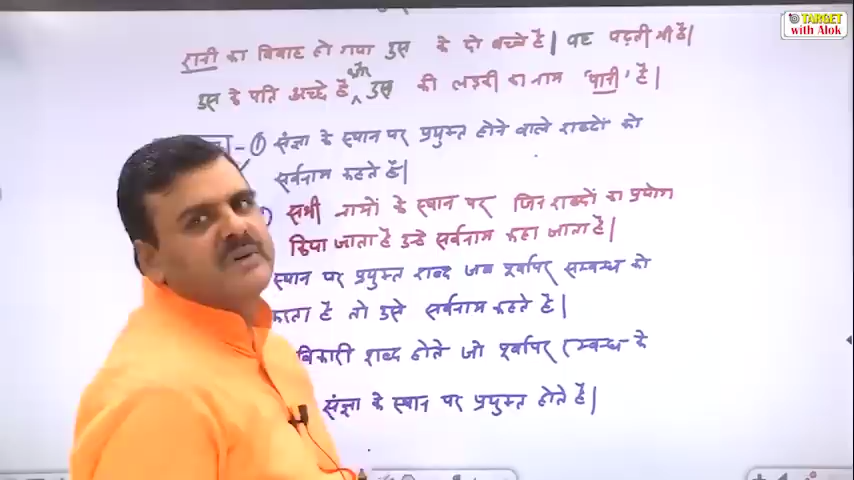 TARGET
with Alok
रानी का विवाह हो गया उस के दो बच्चे है| वह पढ़ती भी है|
उस के पति अच्छे है और उस की लड़की का नाम 'पानी' है|
- ① संज्ञा के स्थान पर प्रयुक्त होने वाले शब्दों को
सर्वनाम कहते हैं|
सभी नामों के स्थान पर जिन शब्दों का प्रयोग
किया जाता है उन्हे सर्वनाम कहा जाता है|
स्थान पर प्रयुक्त शब्द जब पूर्वापर सम्बन्ध को
करता है तो उसे सर्वनाम कहते है|
विकारी शब्द होते जो पूर्वापर सम्बन्ध के
संज्ञा के स्थान पर प्रयुक्त होते है|